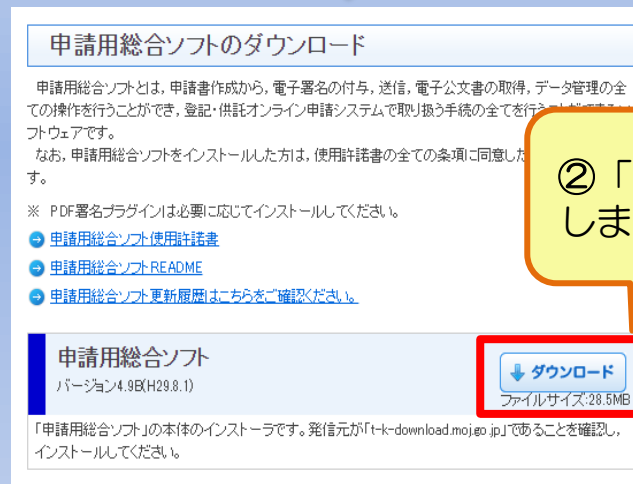 申請用総合ソフトのダウンロード
申請用総合ソフトとは，申請書作成から，電子署名の付与，送信，電子公文書の取得，データ管理の全
ての操作を行うことができ，登記・供託オンライン申請システムで取り扱う手続の全てを行
フトウェアです。
なお，申請用総合ソフトをインストールした方は，使用許諾書の全ての条項に同意した
す。
②「
しま
※ PDF署名プラグインは必要に応じてインストールしてください。
申請用総合ソフト使用許諾書
申請用総合ソフトREADME
申請用総合ソフト更新履歴はこちらをご確認ください。
申請用総合ソフト
バージョン4.9B(H29.8.1)
ダウンロード
ファイルサイズ:28.5MB
「申請用総合ソフト」の本体のインストーラです。発信元が「t-k-download.moj.go.jp」であることを確認し，
インストールしてください。